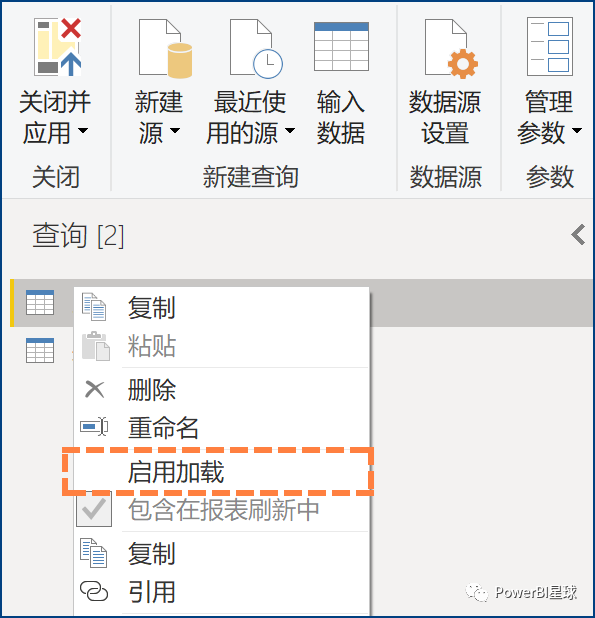 关闭并
应用
新建
源
最近使
用的源
输入
数据
数据源
设置
管理
参数
关闭
新建查询
数据源
参数
查询 [2]
复制
粘贴
删除
重命名
启用加载
包含在报表刷新中
复制
引用
PowerBI星球